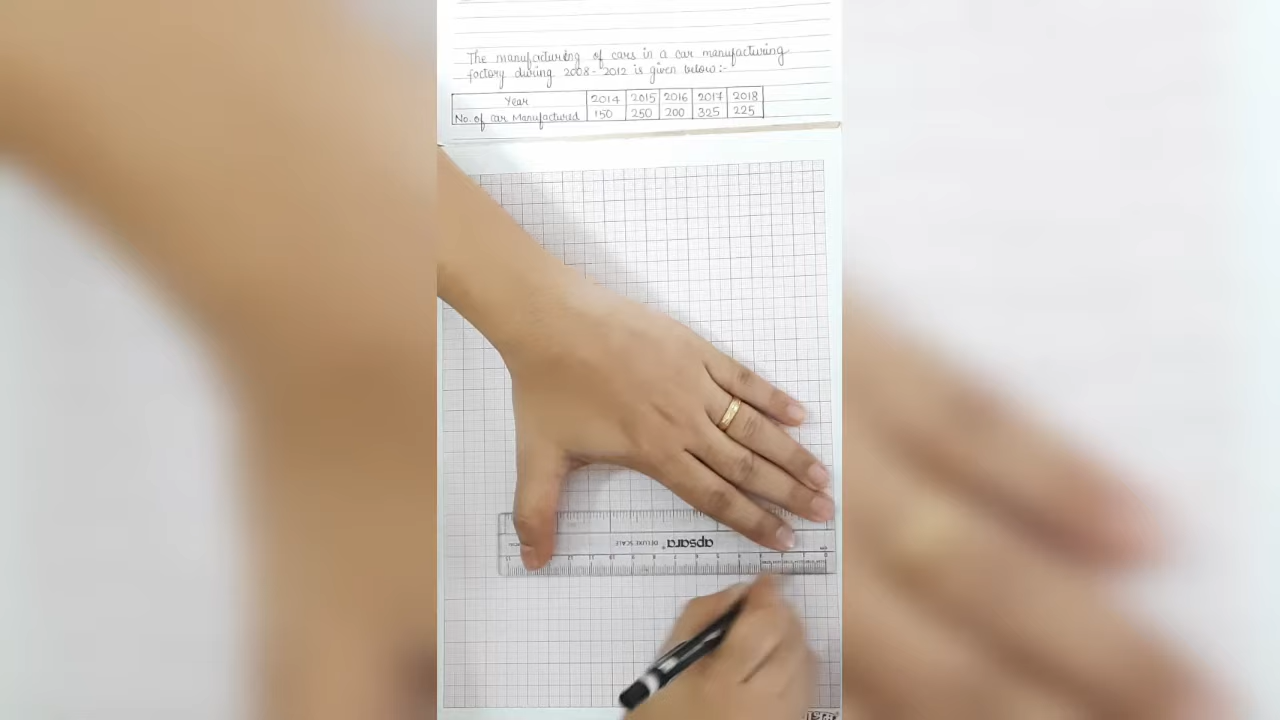 The manufacturing of cars in a car manufacturing
factory during 2008-2012 is given below:-
Year 2014 2015 2016 2017 2018
No. of car Manufactured 150 250 200 325 225
apsara DELUXE SCALE